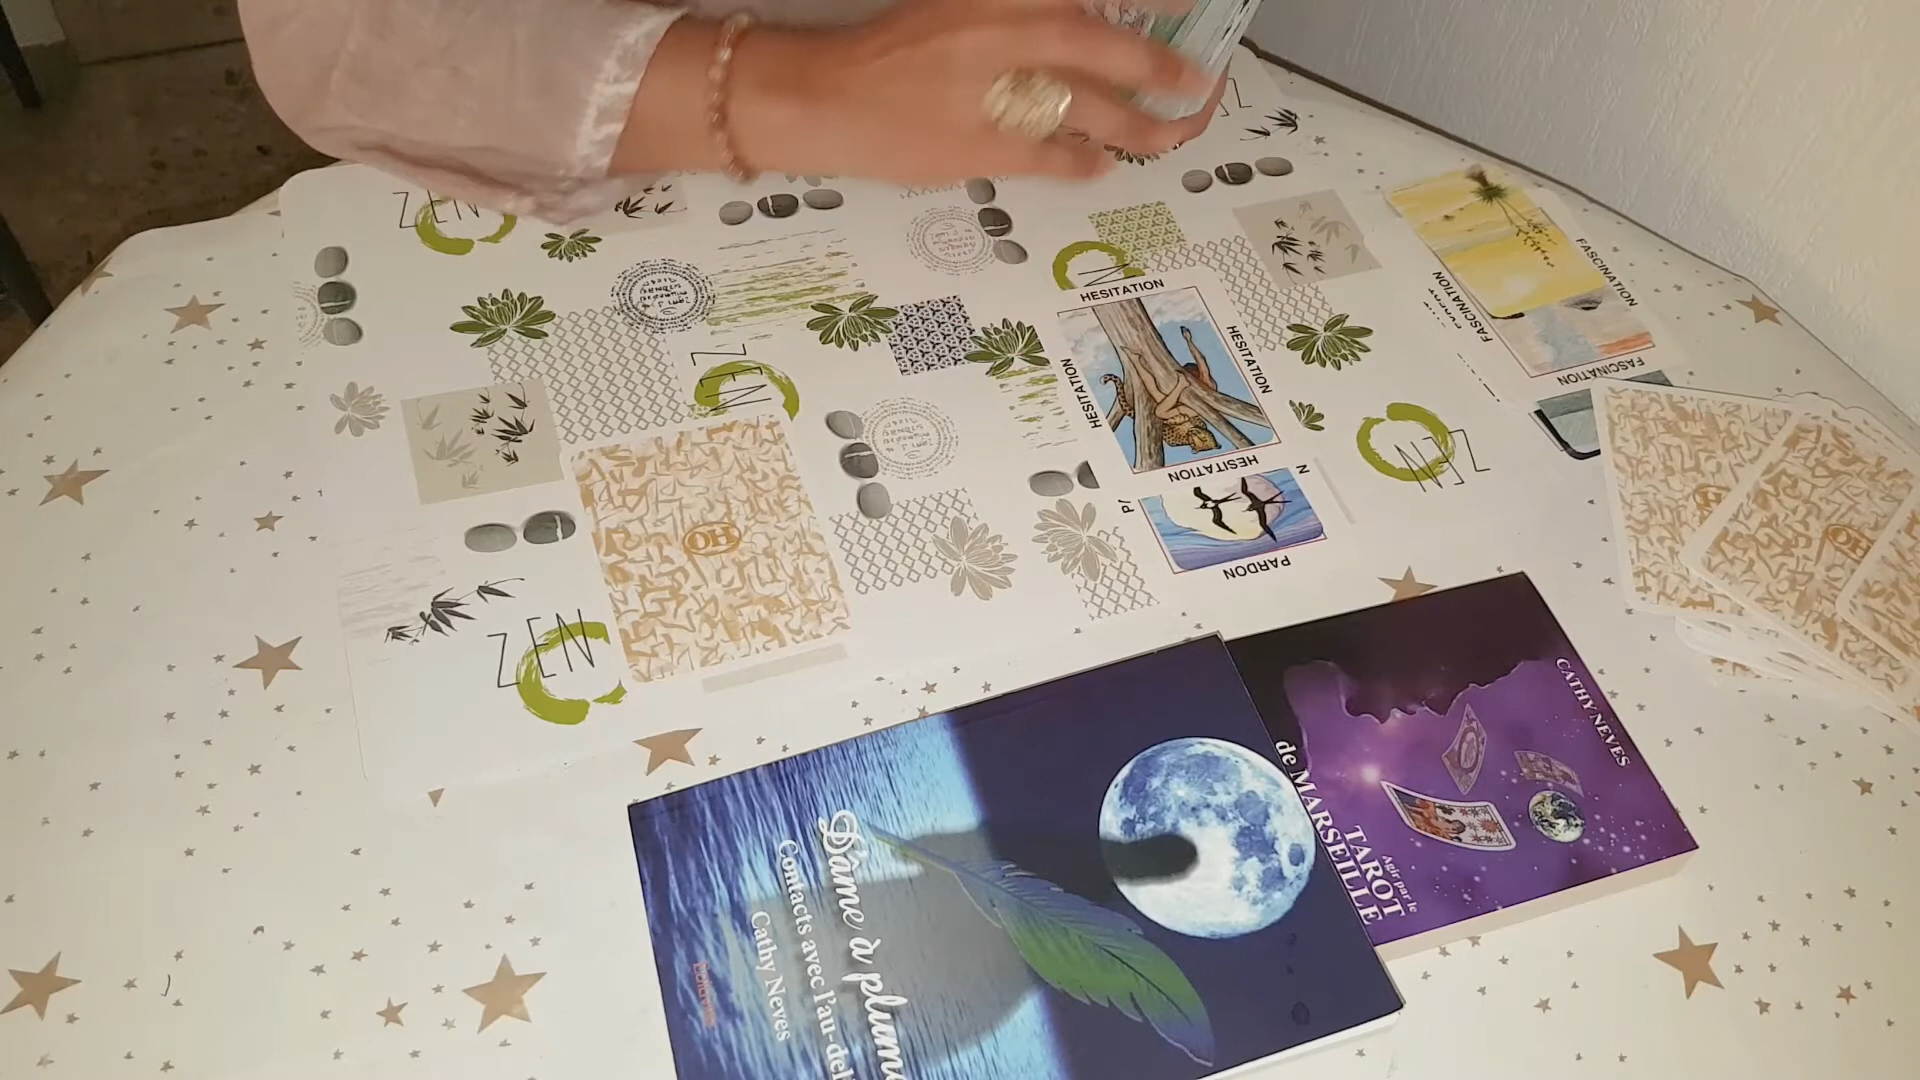 ZEN
ZEN
ZEN
ZEN
HESITATION
HESITATION
HESITATION
HESITATION
PARDON
FASCINATION
FASCINATION
FASCINATION
OH
OH
D'âme à plume
Contacts avec l'au-delà
Cathy Neves
CATHY NEVES
Agir par le
TAROT
de MARSEILLE